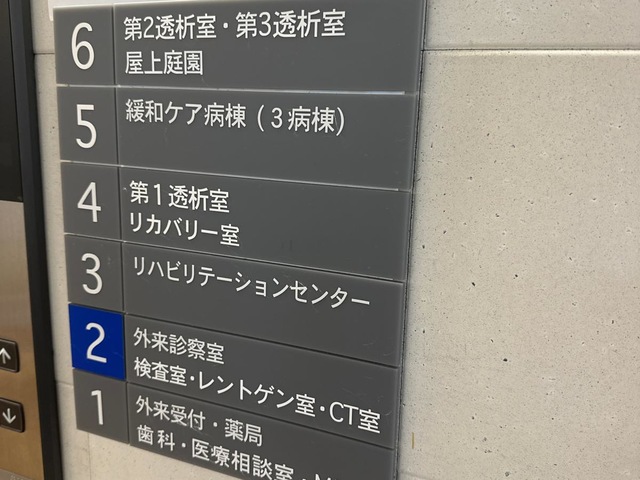 6 第2透析室・第3透析室
屋上庭園
5 緩和ケア病棟（3病棟）
4 第1透析室
リカバリー室
3 リハビリテーションセンター
2 外来診察室
検査室・レントゲン室・CT室
1 外来受付・薬局
歯科・医療相談室・